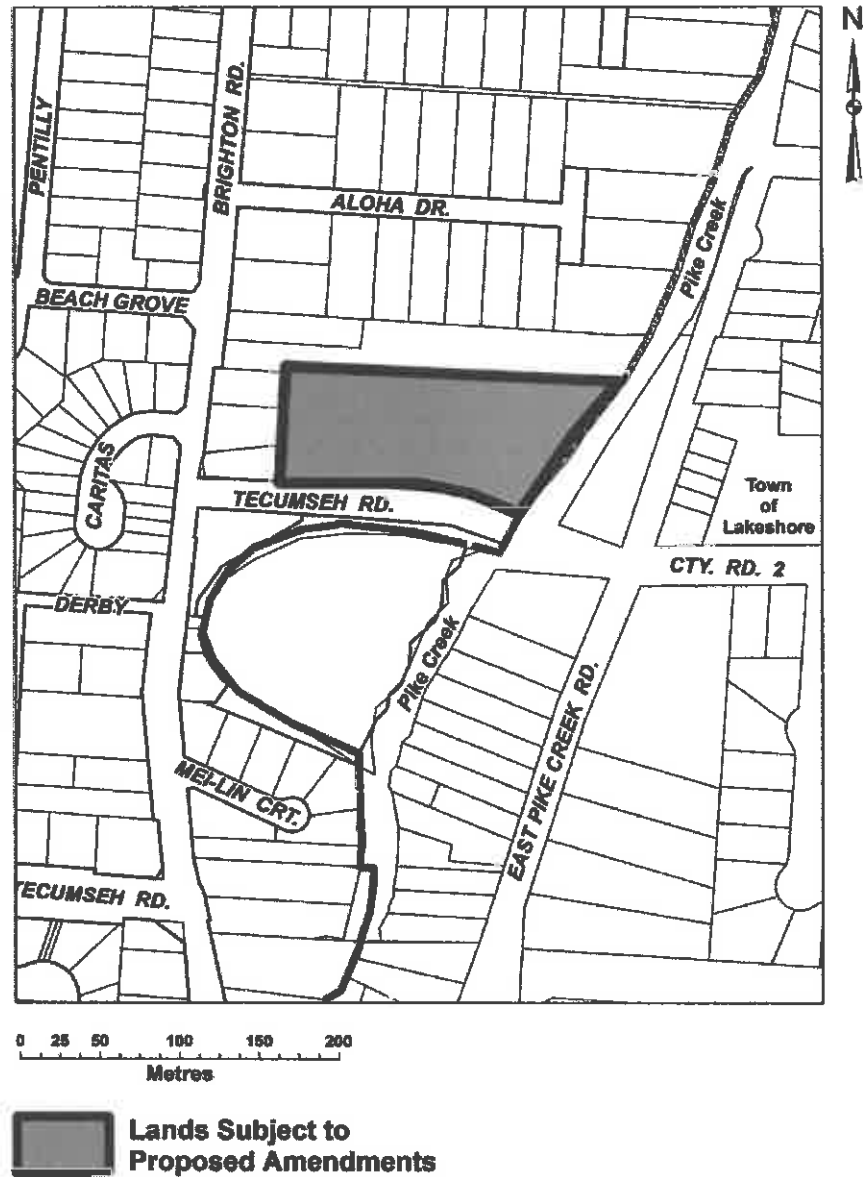 N
PENTILLY
BRIGHTON RD.
ALOHA DR.
Pike Creek
BEACH GROVE
CARITAS
TECUMSEH RD.
Town
of
Lakeshore
CTY. RD. 2
DERBY
Pike Creek
EAST PIKE CREEK RD.
MEI-LIN CRT.
TECUMSEH RD.
0 25 50 100 150 200
Metres
Lands Subject to
Proposed Amendments